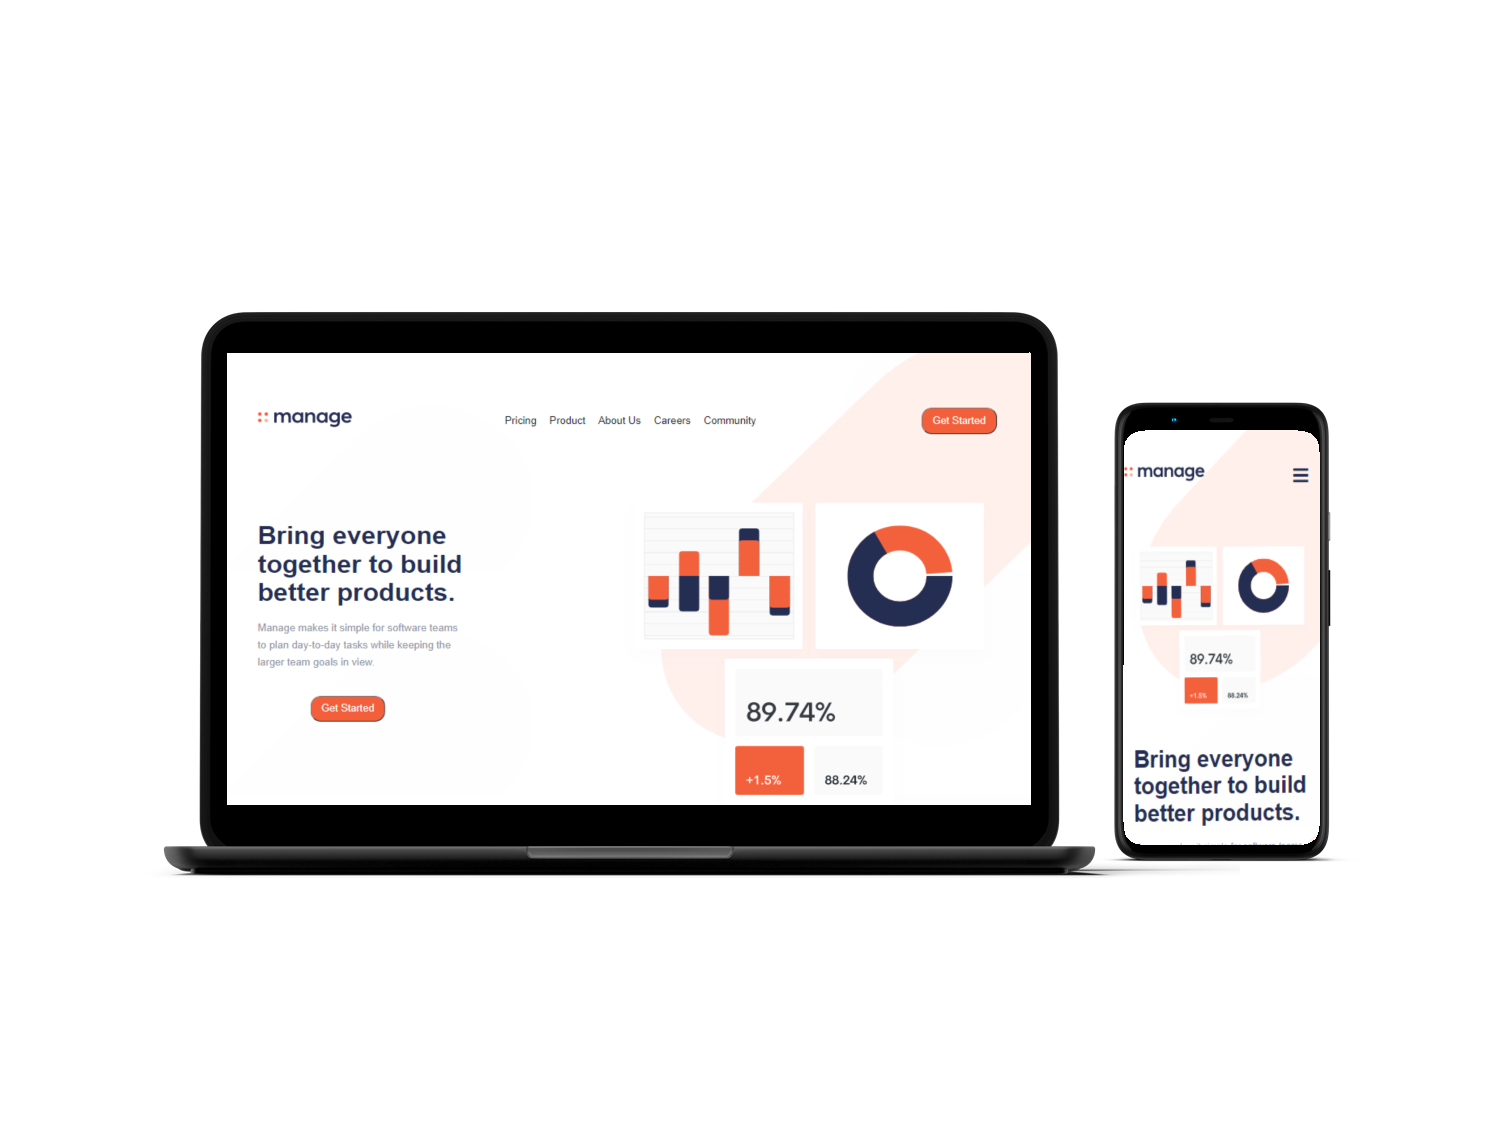 manage
Pricing Product About Us Careers Community
Get Started
Bring everyone
together to build
better products.
Manage makes it simple for software teams
to plan day-to-day tasks while keeping the
larger team goals in view.
Get Started
89.74%
+1.5% 88.24%
manage
89.74%
+1.5% 88.24%
Bring everyone
together to build
better products.